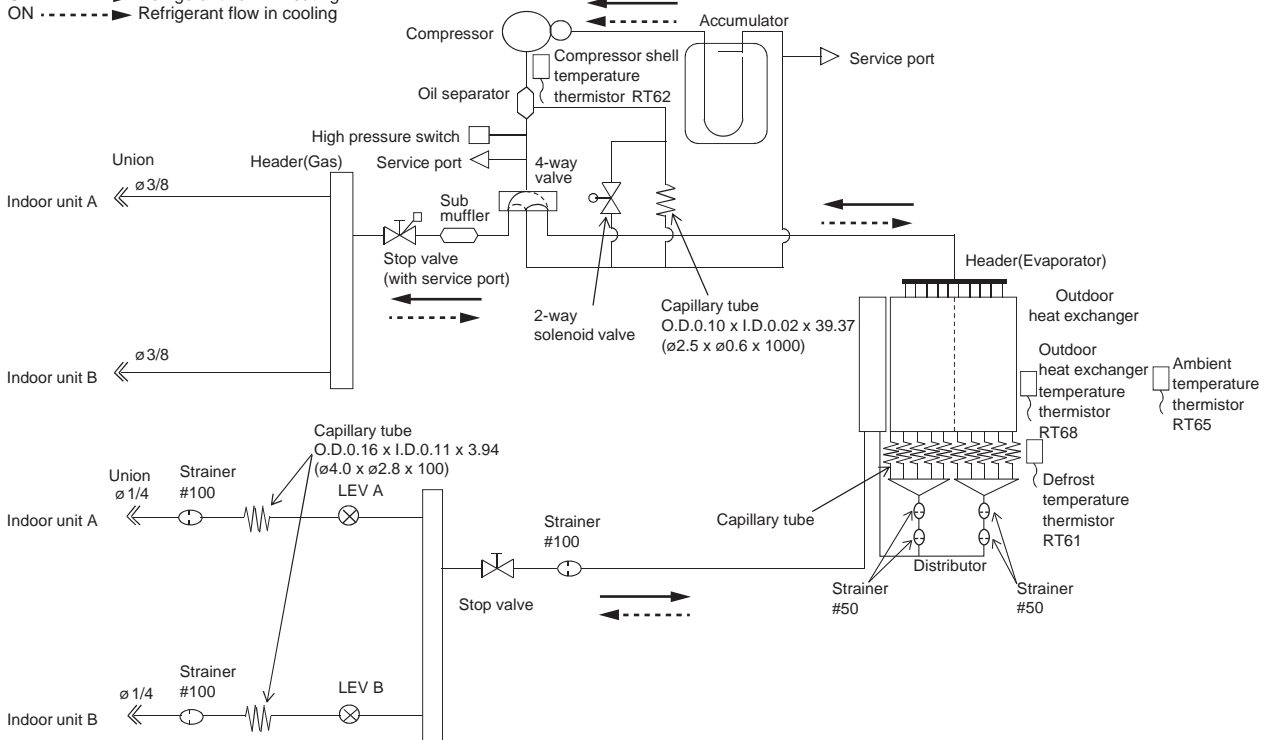 ON Refrigerant flow in cooling
Compressor
Accumulator
Service port
Compressor shell
temperature
thermistor RT62
Oil separator
High pressure switch
Service port
4-way
valve
Union
ø3/8
Header(Gas)
Indoor unit A
Sub
muffler
Stop valve
(with service port)
2-way
solenoid valve
Capillary tube
O.D.0.10 x I.D.0.02 x 39.37
(ø2.5 x ø0.6 x 1000)
Header(Evaporator)
Outdoor
heat exchanger
Outdoor
heat exchanger
temperature
thermistor
RT68
Ambient
temperature
thermistor
RT65
ø3/8
Indoor unit B
Capillary tube
O.D.0.16 x I.D.0.11 x 3.94
(ø4.0 x ø2.8 x 100)
Union
ø1/4
Strainer
#100
LEV A
Indoor unit A
Strainer
#100
Stop valve
Capillary tube
Defrost
temperature
thermistor
RT61
Distributor
Strainer
#50
Strainer
#50
ø1/4
Strainer
#100
LEV B
Indoor unit B